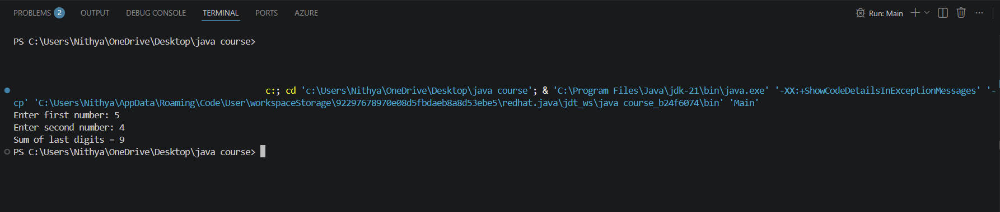 PROBLEMS 2 OUTPUT DEBUG CONSOLE TERMINAL PORTS AZURE Run: Main
PS C:\Users\Nithya\OneDrive\Desktop\java course>
c:; cd 'c:\Users\Nithya\OneDrive\Desktop\java course'; & 'C:\Program Files\Java\jdk-21\bin\java.exe' '-XX:+ShowCodeDetailsInExceptionMessages' '-
cp' 'C:\Users\Nithya\AppData\Roaming\Code\User\workspaceStorage\92297678970e08d5fbdaeb8a8d53ebe5\redhat.java\jdt_ws\java course_b24f6074\bin' 'Main'
Enter first number: 5
Enter second number: 4
Sum of last digits = 9
PS C:\Users\Nithya\OneDrive\Desktop\java course>